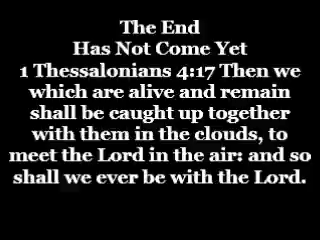 The End
Has Not Come Yet
1 Thessalonians 4:17 Then we
which are alive and remain
shall be caught up together
with them in the clouds, to
meet the Lord in the air: and so
shall we ever be with the Lord.